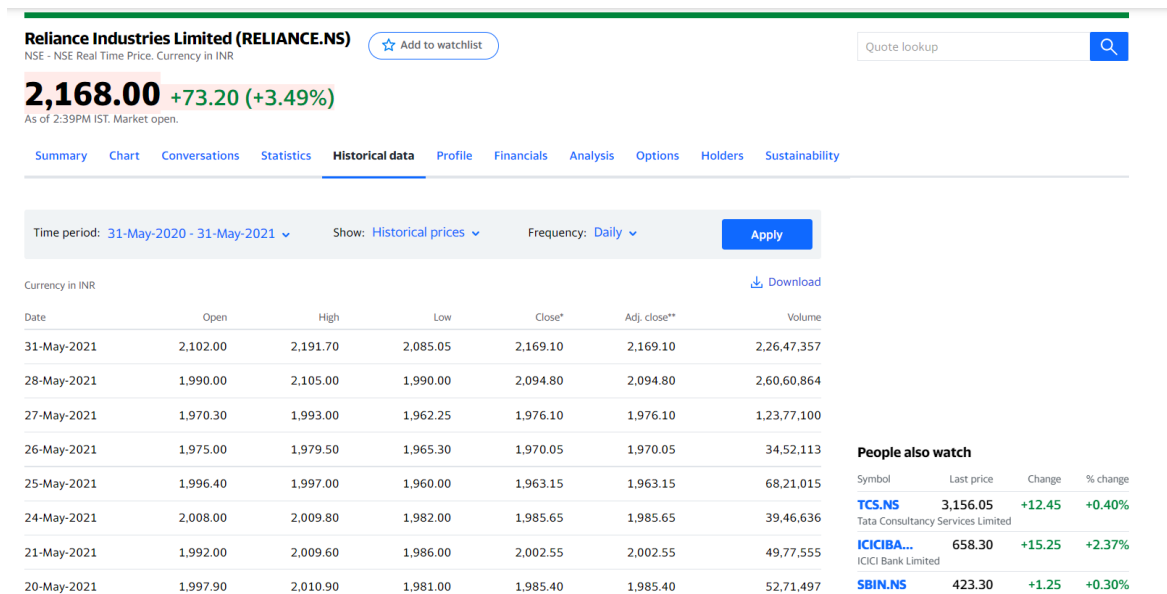 Reliance Industries Limited (RELIANCE.NS)
Add to watchlist
NSE - NSE Real Time Price. Currency in INR
Quote lookup
2,168.00 +73.20 (+3.49%)
As of 2:39PM IST. Market open.
Summary Chart Conversations Statistics Historical data Profile Financials Analysis Options Holders Sustainability
Time period: 31-May-2020 - 31-May-2021 Show: Historical prices Frequency: Daily Apply
Currency in INR Download
Date Open High Low Close* Adj. close** Volume
31-May-2021 2,102.00 2,191.70 2,085.05 2,169.10 2,169.10 2,26,47,357
28-May-2021 1,990.00 2,105.00 1,990.00 2,094.80 2,094.80 2,60,60,864
27-May-2021 1,970.30 1,993.00 1,962.25 1,976.10 1,976.10 1,23,77,100
26-May-2021 1,975.00 1,979.50 1,965.30 1,970.05 1,970.05 34,52,113
25-May-2021 1,996.40 1,997.00 1,960.00 1,963.15 1,963.15 68,21,015
24-May-2021 2,008.00 2,009.80 1,982.00 1,985.65 1,985.65 39,46,636
21-May-2021 1,992.00 2,009.60 1,986.00 2,002.55 2,002.55 49,77,555
20-May-2021 1,997.90 2,010.90 1,981.00 1,985.40 1,985.40 52,71,497
People also watch
Symbol Last price Change % change
TCS.NS 3,156.05 +12.45 +0.40%
Tata Consultancy Services Limited
ICICIBA... 658.30 +15.25 +2.37%
ICICI Bank Limited
SBIN.NS 423.30 +1.25 +0.30%